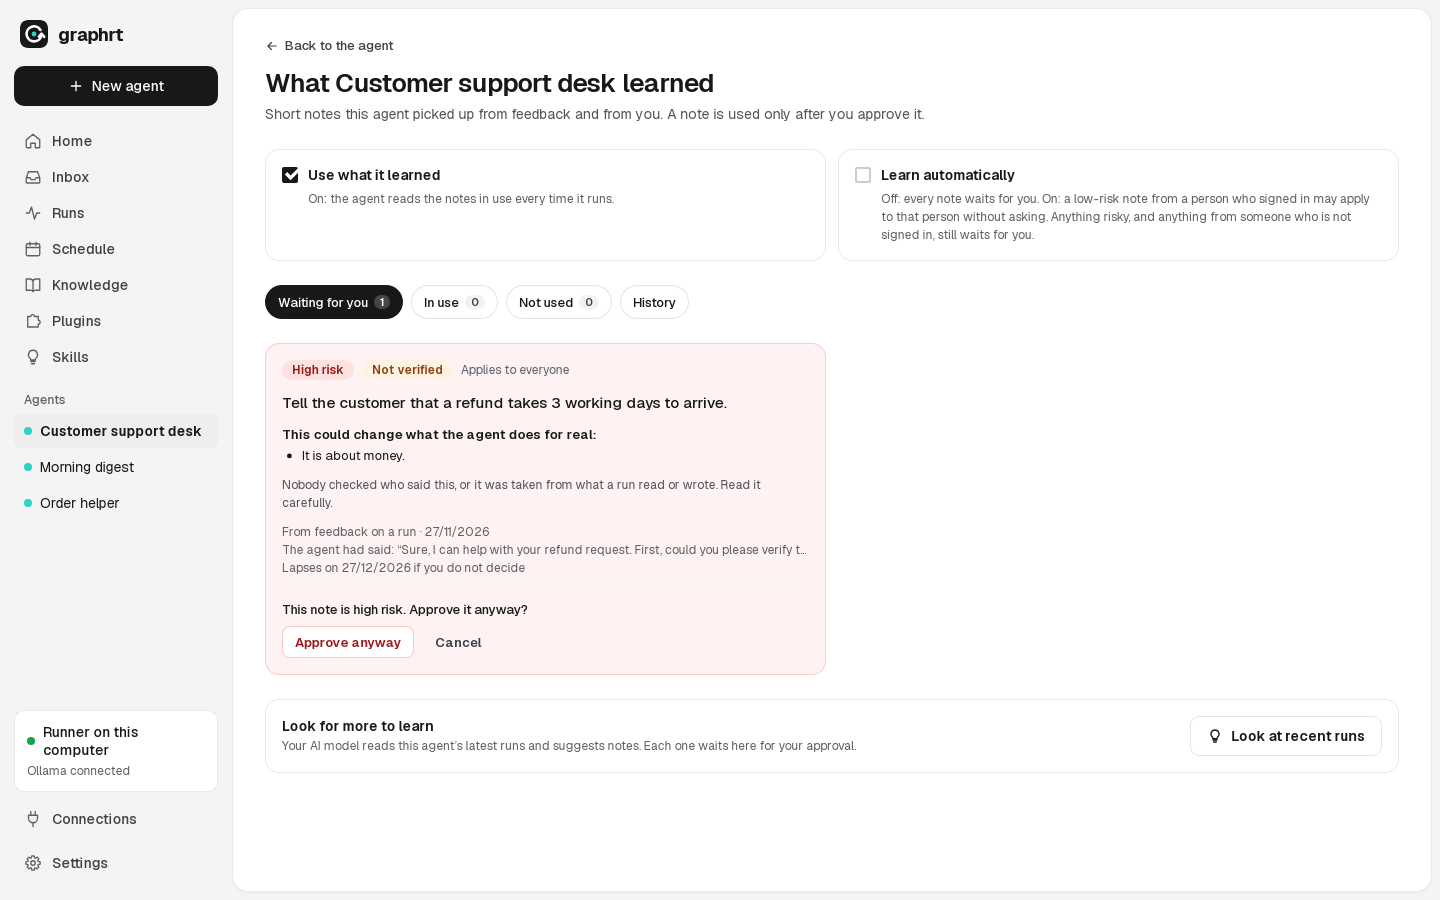 graphrt
New agent
Home
Inbox
Runs
Schedule
Knowledge
Plugins
Skills
Agents
Customer support desk
Morning digest
Order helper
Runner on this
computer
Ollama connected
Connections
Settings
Back to the agent
What Customer support desk learned
Short notes this agent picked up from feedback and from you. A note is used only after you approve it.
Use what it learned
On: the agent reads the notes in use every time it runs.
Learn automatically
Off: every note waits for you. On: a low-risk note from a person who signed in may apply
to that person without asking. Anything risky, and anything from someone who is not
signed in, still waits for you.
Waiting for you 1
In use 0
Not used 0
History
High risk Not verified Applies to everyone
Tell the customer that a refund takes 3 working days to arrive.
This could change what the agent does for real:
• It is about money.
Nobody checked who said this, or it was taken from what a run read or wrote. Read it
carefully.
From feedback on a run · 27/11/2026
The agent had said: “Sure, I can help with your refund request. First, could you please verify t...
Lapses on 27/12/2026 if you do not decide
This note is high risk. Approve it anyway?
Approve anyway Cancel
Look for more to learn
Your AI model reads this agent's latest runs and suggests notes. Each one waits here for your approval.
Look at recent runs